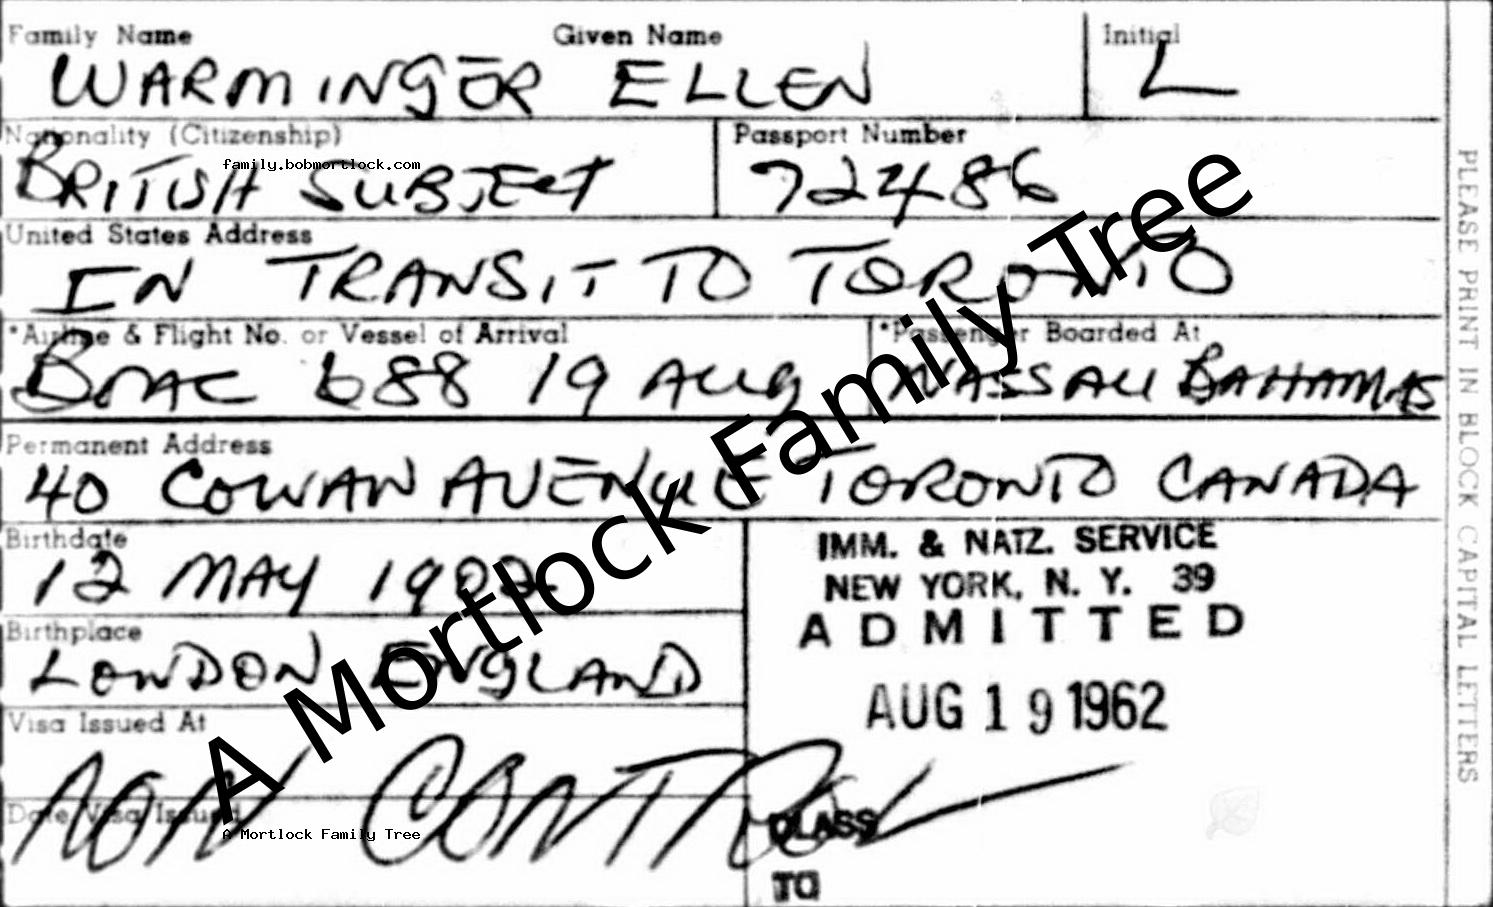 Family Name Given Name Initial
WARMINGER ELLEN L
Nationality (Citizenship) Passport Number
BRITISH SUBJECT 72486
family.bobmortlock.com
United States Address
IN TRANSIT TO TORONTO
*Airline & Flight No. or Vessel of Arrival *Passenger Boarded At
BOAC 688 19 AUG NASSAU BAHAMAS
Permanent Address
40 COWAN AVENUE TORONTO CANADA
Birthdate
12 MAY
Birthplace
LONDON ENGLAND
Visa Issued At
NON CONTROL
Date Visa Issued
IMM. & NATZ. SERVICE
NEW YORK, N. Y. 39
ADMITTED
AUG 19 1962
CLASS
TO
PLEASE PRINT IN BLOCK CAPITAL LETTERS
A Mortlock Family Tree
A Mortlock Family Tree